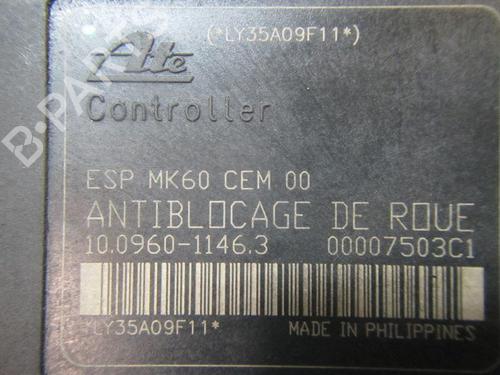 (*LY35A09F11*)
Ate
Controller
ESP MK60 CEM 00
ANTIBLOCAGE DE ROUE
10.0960-1146.3 00007503C1
*LY35A09F11* MADE IN PHILIPPINES
B-PARTS